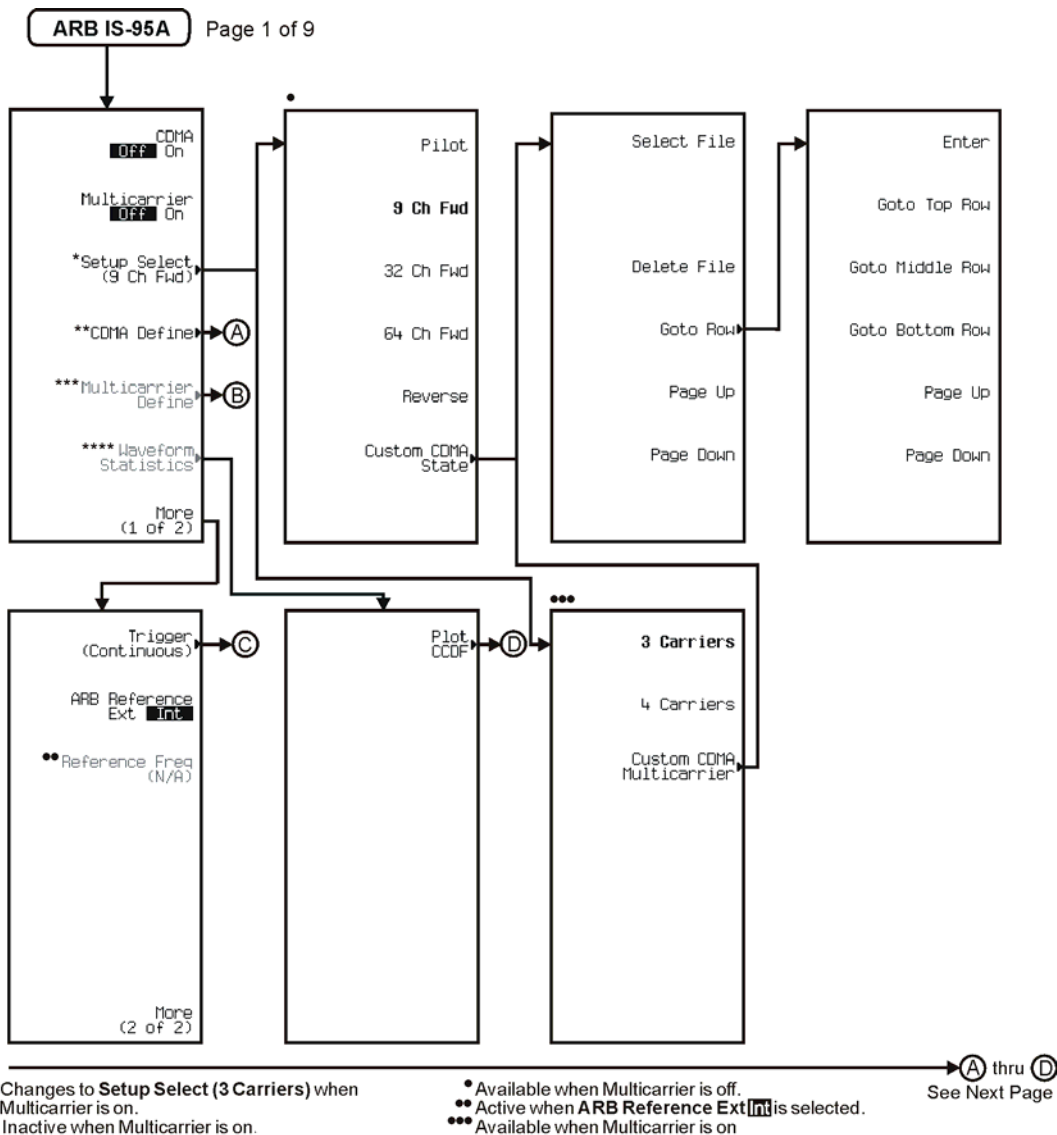 ARB IS-95A
Page 1 of 9
CDMA
Off On
Multicarrier
Off On
*Setup Select
(9 Ch Fwd)
**CDMA Define
A
***Multicarrier
Define
B
****Waveform
Statistics
More
(1 of 2)
•
Pilot
9 Ch Fwd
32 Ch Fwd
64 Ch Fwd
Reverse
Custom CDMA
State
Select File
Delete File
Goto Row
Page Up
Page Down
Enter
Goto Top Row
Goto Middle Row
Goto Bottom Row
Page Up
Page Down
Trigger
(Continuous)
C
ARB Reference
Ext Int
••Reference Freq
(N/A)
More
(2 of 2)
Plot
CCDF
D
•••
3 Carriers
4 Carriers
Custom CDMA
Multicarrier
A thru D
See Next Page
Changes to Setup Select (3 Carriers) when
Multicarrier is on.
Inactive when Multicarrier is on.
• Available when Multicarrier is off.
•• Active when ARB Reference Ext Int is selected.
••• Available when Multicarrier is on